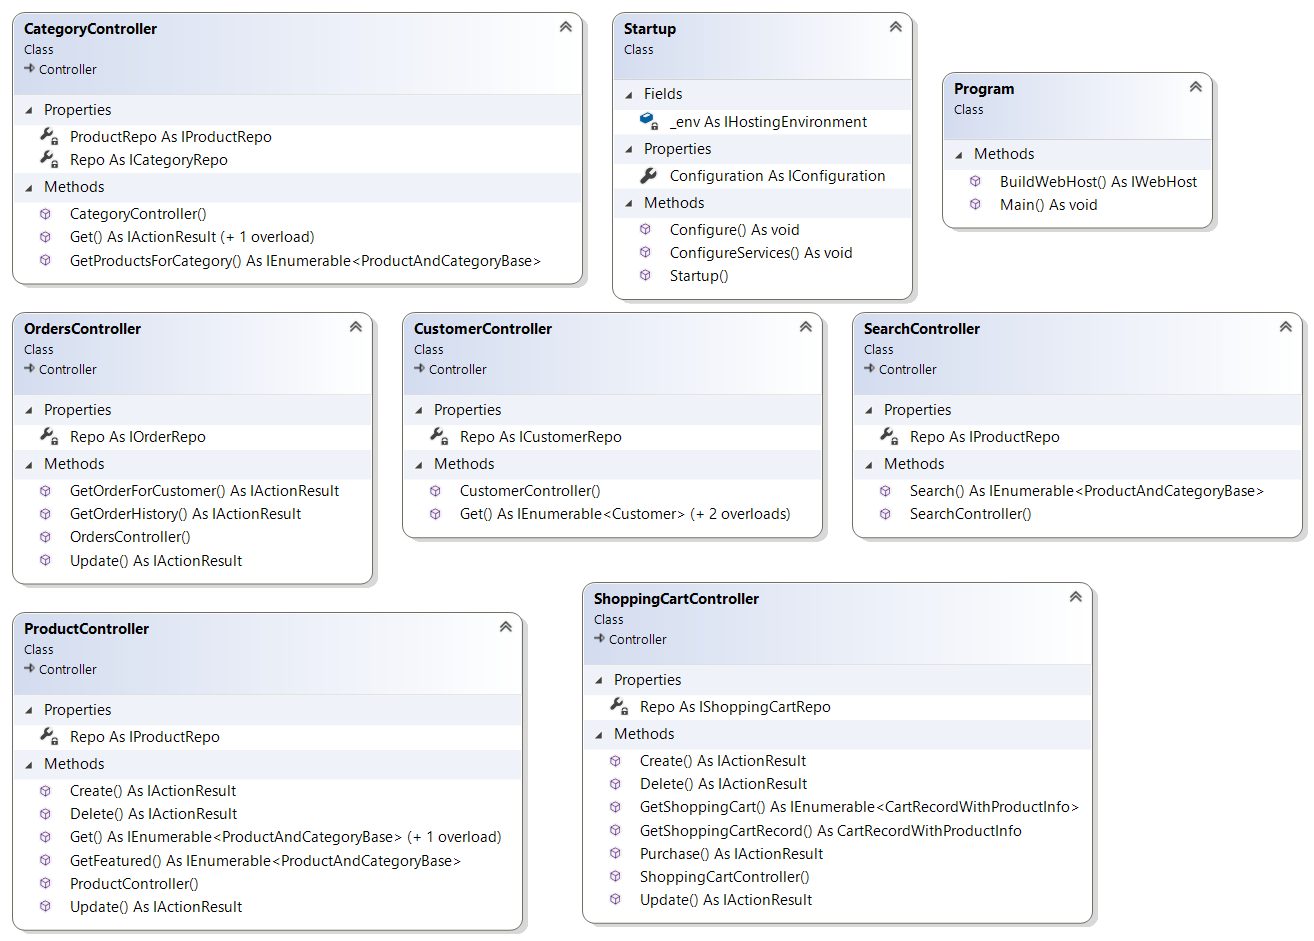 CategoryController
Class
Controller
Properties
ProductRepo As IProductRepo
Repo As ICategoryRepo
Methods
CategoryController()
Get() As IActionResult (+ 1 overload)
GetProductsForCategory() As IEnumerable<ProductAndCategoryBase>
Startup
Class
Fields
_env As IHostingEnvironment
Properties
Configuration As IConfiguration
Methods
Configure() As void
ConfigureServices() As void
Startup()
Program
Class
Methods
BuildWebHost() As IWebHost
Main() As void
OrdersController
Class
Controller
Properties
Repo As IOrderRepo
Methods
GetOrderForCustomer() As IActionResult
GetOrderHistory() As IActionResult
OrdersController()
Update() As IActionResult
CustomerController
Class
Controller
Properties
Repo As ICustomerRepo
Methods
CustomerController()
Get() As IEnumerable<Customer> (+ 2 overloads)
SearchController
Class
Controller
Properties
Repo As IProductRepo
Methods
Search() As IEnumerable<ProductAndCategoryBase>
SearchController()
ProductController
Class
Controller
Properties
Repo As IProductRepo
Methods
Create() As IActionResult
Delete() As IActionResult
Get() As IEnumerable<ProductAndCategoryBase> (+ 1 overload)
GetFeatured() As IEnumerable<ProductAndCategoryBase>
ProductController()
Update() As IActionResult
ShoppingCartController
Class
Controller
Properties
Repo As IShoppingCartRepo
Methods
Create() As IActionResult
Delete() As IActionResult
GetShoppingCart() As IEnumerable<CartRecordWithProductInfo>
GetShoppingCartRecord() As CartRecordWithProductInfo
Purchase() As IActionResult
ShoppingCartController()
Update() As IActionResult